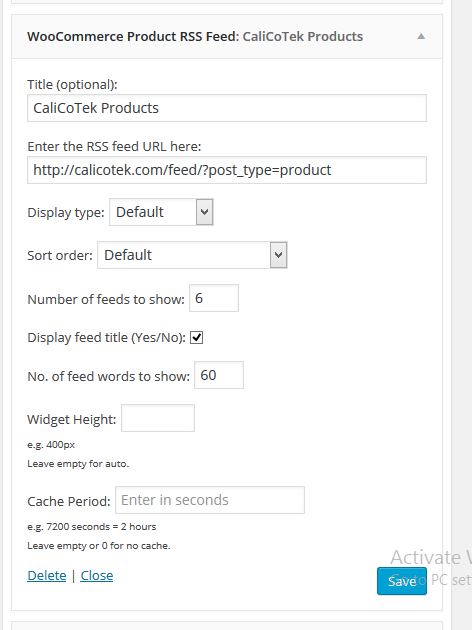 WooCommerce Product RSS Feed: CaliCoTek Products
Title (optional):
CaliCoTek Products
Enter the RSS feed URL here:
http://calicotek.com/feed/?post_type=product
Display type: Default
Sort order: Default
Number of feeds to show: 6
Display feed title (Yes/No):
No. of feed words to show: 60
Widget Height:
e.g. 400px
Leave empty for auto.
Cache Period: Enter in seconds
e.g. 7200 seconds = 2 hours
Leave empty or 0 for no cache.
Activate W
Delete | Close
Save
to PC set